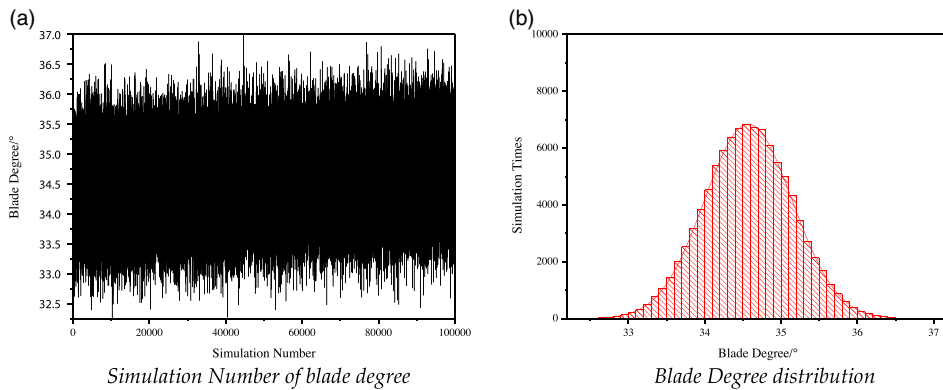 (a)
37.0
36.5
36.0
35.5
35.0
34.5
34.0
33.5
33.0
32.5
Blade Degree/°
0 20000 40000 60000 80000 100000
Simulation Number
Simulation Number of blade degree
(b)
10000
8000
6000
4000
2000
0
Simulation Times
33 34 35 36 37
Blade Degree/°
Blade Degree distribution